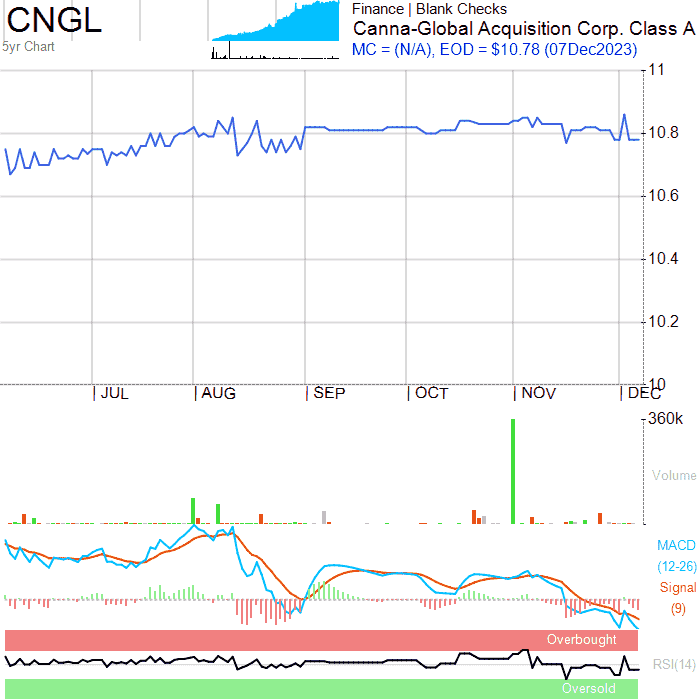 CNGL
5yr Chart
Finance | Blank Checks
Canna-Global Acquisition Corp. Class A
MC = (N/A), EOD = $10.78 (07Dec2023)
11
10.8
10.6
10.4
10.2
10
JUL AUG SEP OCT NOV DEC
360k
Volume
MACD
(12-26)
Signal
(9)
Overbought
RSI(14)
Oversold